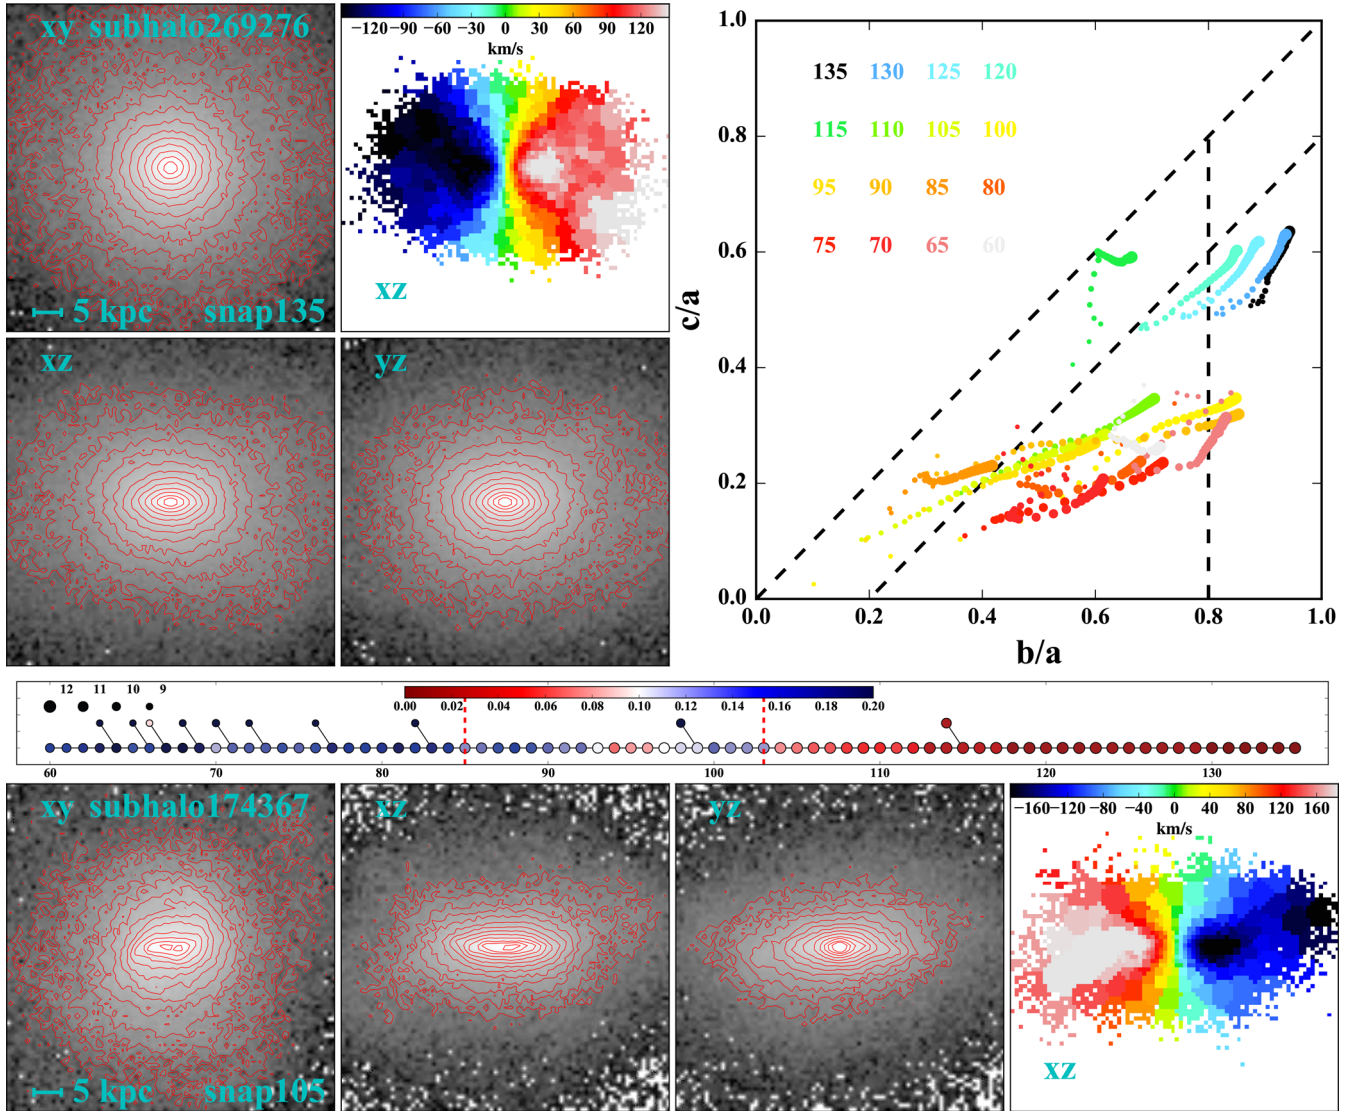 xy subhalo269276
5 kpc snap135
−120 −90 −60 −30 0 30 60 90 120
km/s
xz
xz
yz
1.0
0.8
0.6
0.4
0.2
0.0
c/a
135 130 125 120
115 110 105 100
95 90 85 80
75 70 65 60
0.0 0.2 0.4 0.6 0.8 1.0
b/a
12 11 10 9
0.00 0.02 0.04 0.06 0.08 0.10 0.12 0.14 0.16 0.18 0.20
60 70 80 90 100 110 120 130
xy subhalo174367
5 kpc snap105
xz
yz
−160 −120 −80 −40 0 40 80 120 160
km/s
xz